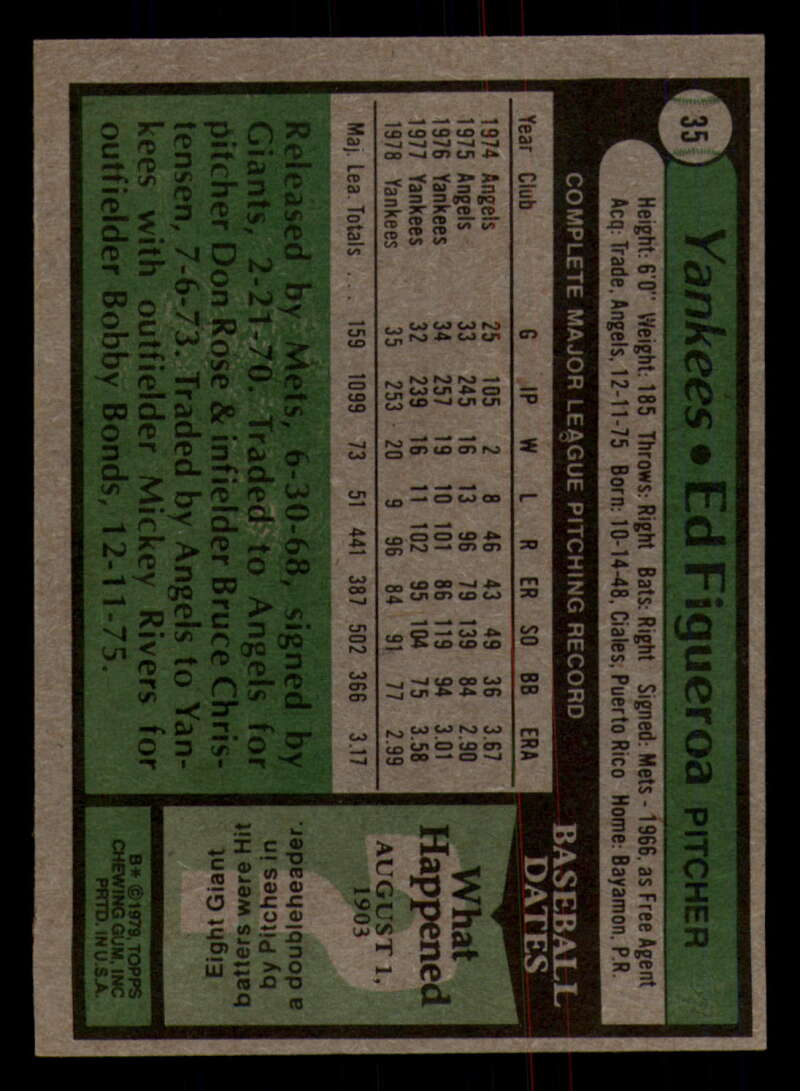 35
Yankees • Ed Figueroa PITCHER
Height: 6'0" Weight: 185 Throws: Right Bats: Right Signed: Mets - 1966, as Free Agent
Acq: Trade, Angels, 12-11-75 Born: 10-14-48, Ciales, Puerto Rico Home: Bayamon, P.R.
COMPLETE MAJOR LEAGUE PITCHING RECORD
Year Club G IP W L R ER SO BB ERA
1974 Angels 25 105 2 8 46 43 49 36 3.67
1975 Angels 33 245 16 13 96 79 139 84 2.90
1976 Yankees 34 257 19 10 101 86 119 94 3.01
1977 Yankees 32 239 16 11 102 95 104 75 3.58
1978 Yankees 35 253 20 9 96 84 91 77 2.99
Maj. Lea. Totals .... 159 1099 73 51 441 387 502 366 3.17
Released by Mets, 6-30-68, signed by
Giants, 2-21-70. Traded to Angels for
pitcher Don Rose & infielder Bruce Chris-
tensen, 7-6-73. Traded by Angels to Yan-
kees with outfielder Mickey Rivers for
outfielder Bobby Bonds, 12-11-75.
BASEBALL
DATES
What
Happened
AUGUST 1,
1903
?
Eight Giant
batters were Hit
by Pitches in
a doubleheader.
B* © 1979 TOPPS
CHEWING GUM, INC
PRTD. IN U.S.A.